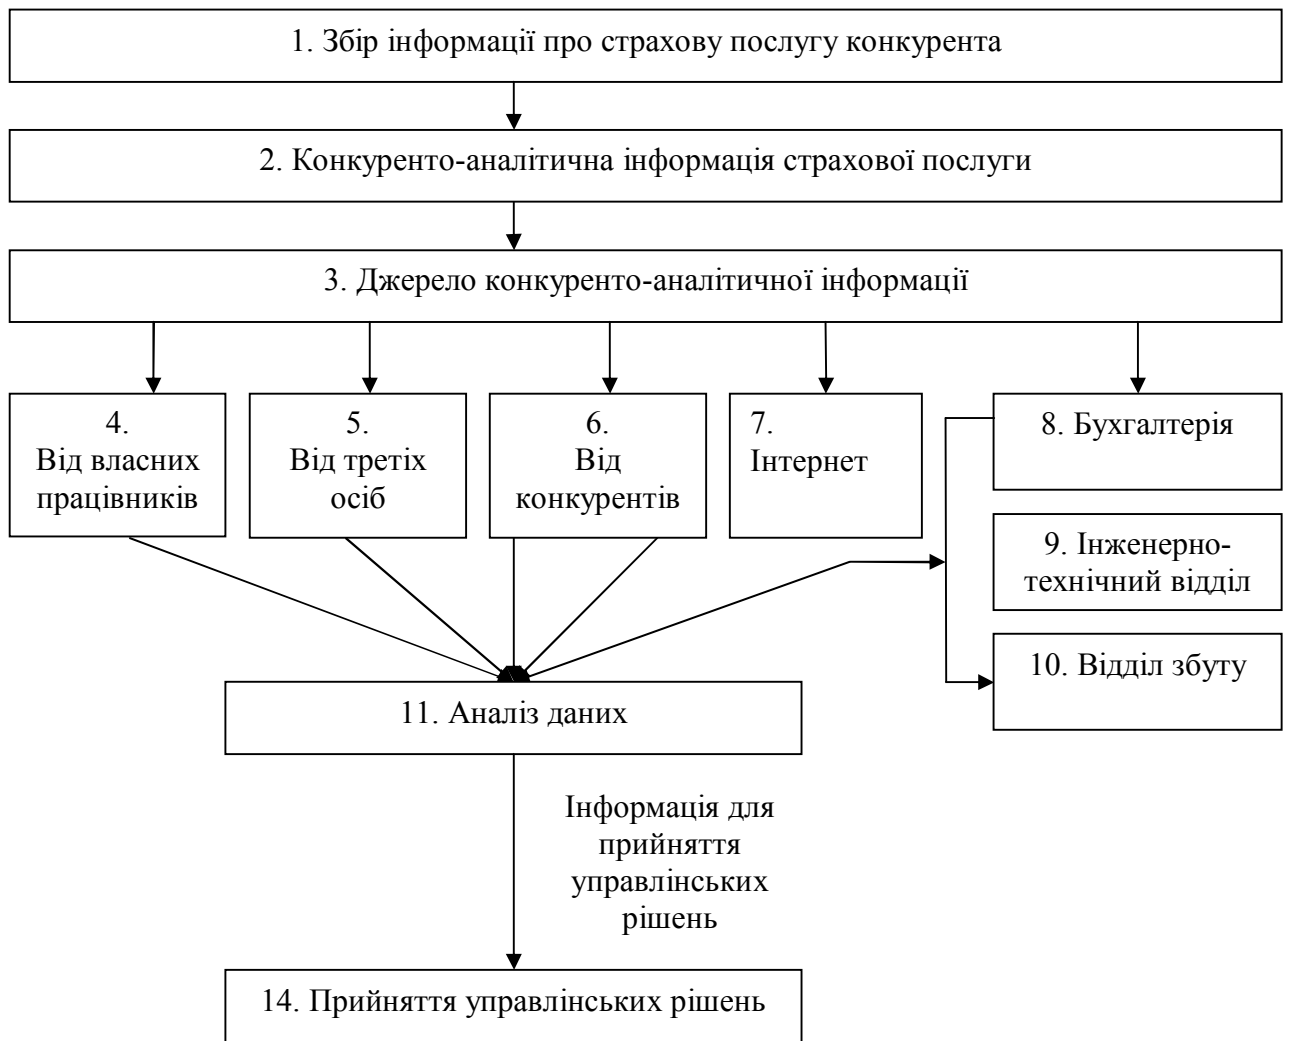 1. Збір інформації про страхову послугу конкурента
2. Конкуренто-аналітична інформація страхової послуги
3. Джерело конкуренто-аналітичної інформації
4.
Від власних
працівників
5.
Від третіх
осіб
6.
Від
конкурентів
7.
Інтернет
8. Бухгалтерія
9. Інженерно-
технічний відділ
10. Відділ збуту
11. Аналіз даних
Інформація для
прийняття
управлінських
рішень
14. Прийняття управлінських рішень